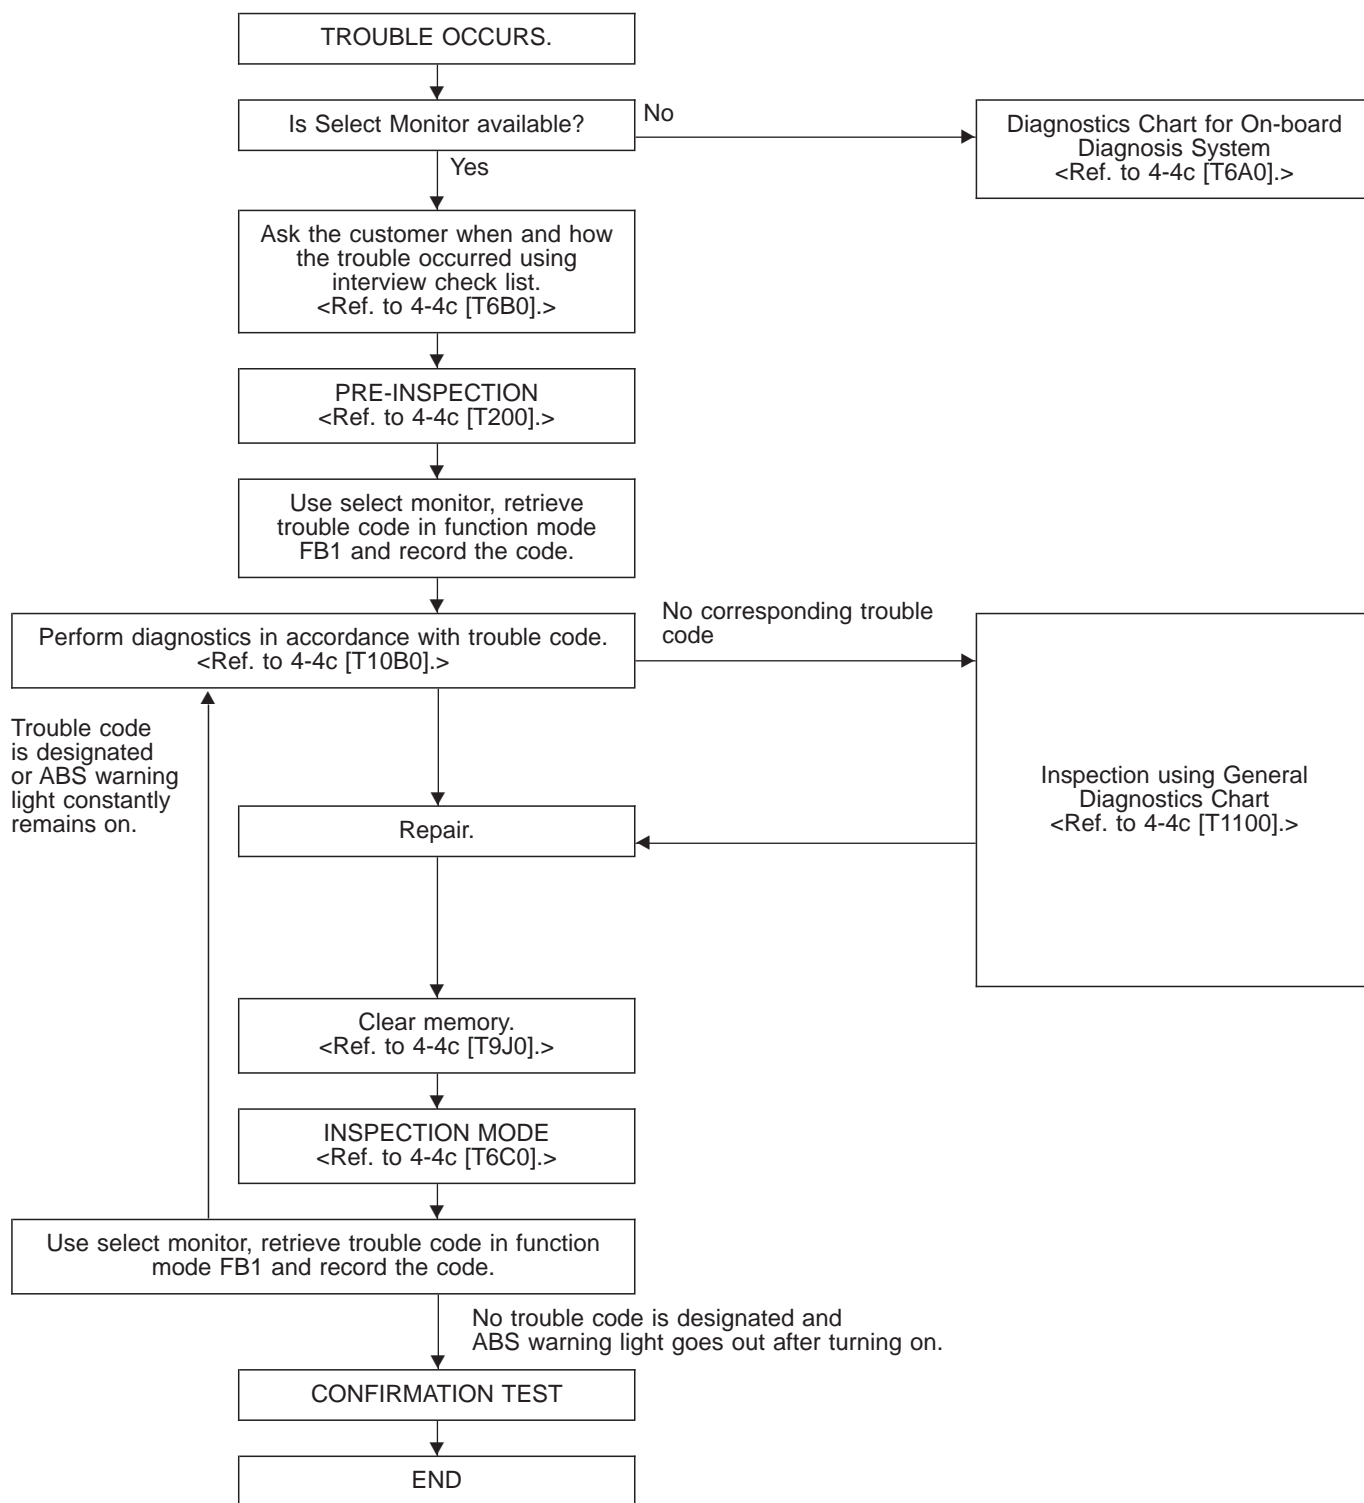 TROUBLE OCCURS.
Is Select Monitor available?
No
Diagnostics Chart for On-board
Diagnosis System
<Ref. to 4-4c [T6A0].>
Yes
Ask the customer when and how
the trouble occurred using
interview check list.
<Ref. to 4-4c [T6B0].>
PRE-INSPECTION
<Ref. to 4-4c [T200].>
Use select monitor, retrieve
trouble code in function mode
FB1 and record the code.
Perform diagnostics in accordance with trouble code.
<Ref. to 4-4c [T10B0].>
No corresponding trouble
code
Trouble code
is designated
or ABS warning
light constantly
remains on.
Inspection using General
Diagnostics Chart
<Ref. to 4-4c [T1100].>
Repair.
Clear memory.
<Ref. to 4-4c [T9J0].>
INSPECTION MODE
<Ref. to 4-4c [T6C0].>
Use select monitor, retrieve trouble code in function
mode FB1 and record the code.
No trouble code is designated and
ABS warning light goes out after turning on.
CONFIRMATION TEST
END